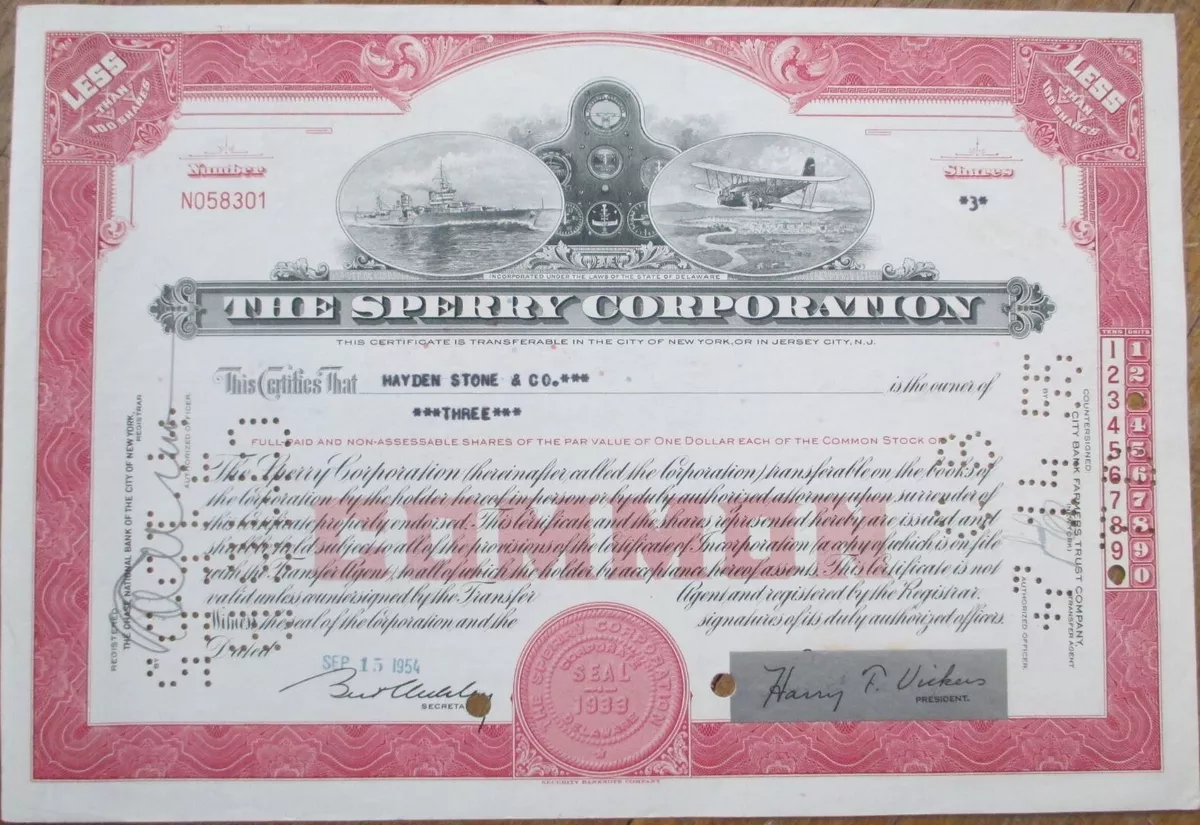 LESS
THAN
100 SHARES
LESS
THAN
100 SHARES
Number
N058301
Shares
*3*
INCORPORATED UNDER THE LAWS OF THE STATE OF DELAWARE
THE SPERRY CORPORATION
THIS CERTIFICATE IS TRANSFERABLE IN THE CITY OF NEW YORK, OR IN JERSEY CITY, N.J.
This Certifies That HAYDEN STONE & CO.*** is the owner of
***THREE***
FULL-PAID AND NON-ASSESSABLE SHARES OF THE PAR VALUE OF ONE DOLLAR EACH OF THE COMMON STOCK OF
The Sperry Corporation (hereinafter called the Corporation) transferable on the books of
the Corporation by the holder hereof in person or by duly authorized attorney upon surrender of
this certificate properly endorsed. This certificate and the shares represented hereby are issued and
shall be held subject to all of the provisions of the Certificate of Incorporation (a copy of which is on file
with the Transfer Agent), to all of which the holder by acceptance hereof assents. This certificate is not
valid unless countersigned by the Transfer Agent and registered by the Registrar.
Witness the seal of the Corporation and the signatures of its duly authorized officers.
COMMON
Dated SEP 15 1954
SECRETARY
THE SPERRY CORPORATION
CORPORATE
SEAL
1933
DELAWARE
Harry F. Vickers
PRESIDENT.
SECURITY BANKNOTE COMPANY
REGISTERED
THE CHASE NATIONAL BANK OF THE CITY OF NEW YORK,
REGISTRAR
BY
AUTHORIZED OFFICER.
COUNTERSIGNED
CITY BANK FARMERS TRUST COMPANY,
(NEW YORK)
TRANSFER AGENT
BY
AUTHORIZED OFFICER.
TENS UNITS
1 1
2 2
3
4 4
5 5
6 6
7 7
8 8
9 9
0